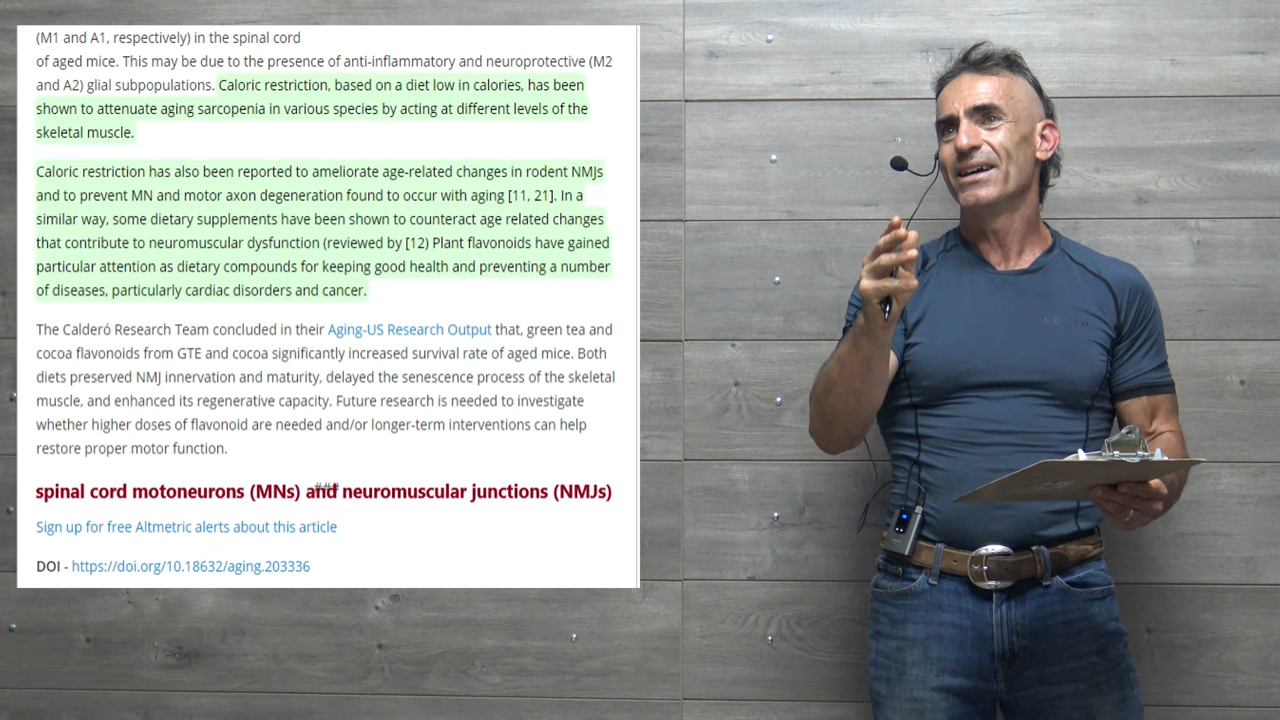 (M1 and A1, respectively) in the spinal cord
of aged mice. This may be due to the presence of anti-inflammatory and neuroprotective (M2
and A2) glial subpopulations. Caloric restriction, based on a diet low in calories, has been
shown to attenuate aging sarcopenia in various species by acting at different levels of the
skeletal muscle.
Caloric restriction has also been reported to ameliorate age-related changes in rodent NMJs
and to prevent MN and motor axon degeneration found to occur with aging [11, 21]. In a
similar way, some dietary supplements have been shown to counteract age related changes
that contribute to neuromuscular dysfunction (reviewed by [12) Plant flavonoids have gained
particular attention as dietary compounds for keeping good health and preventing a number
of diseases, particularly cardiac disorders and cancer.
The Calderó Research Team concluded in their Aging-US Research Output that, green tea and
cocoa flavonoids from GTE and cocoa significantly increased survival rate of aged mice. Both
diets preserved NMJ innervation and maturity, delayed the senescence process of the skeletal
muscle, and enhanced its regenerative capacity. Future research is needed to investigate
whether higher doses of flavonoid are needed and/or longer-term interventions can help
restore proper motor function.
spinal cord motoneurons (MNs) and neuromuscular junctions (NMJs)
Sign up for free Altmetric alerts about this article
DOI - https://doi.org/10.18632/aging.203336